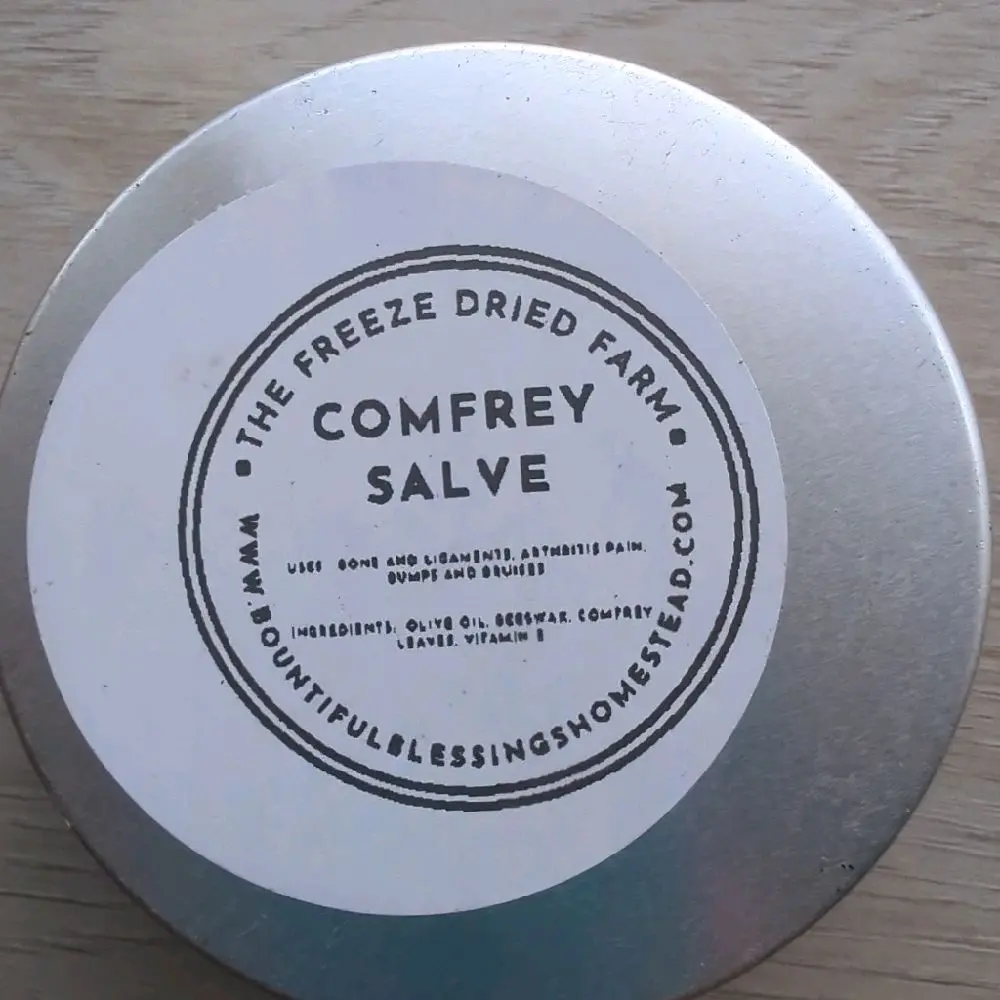 • THE FREEZE DRIED FARM •
COMFREY
SALVE
USES BONE AND LIGAMENTS, ARTHRITIS PAIN,
BUMPS AND BRUISES
INGREDIENTS: OLIVE OIL, BEESWAX, COMFREY
LEAVES, VITAMIN E
WWW.BOUNTIFULBLESSINGSHOMESTEAD.COM